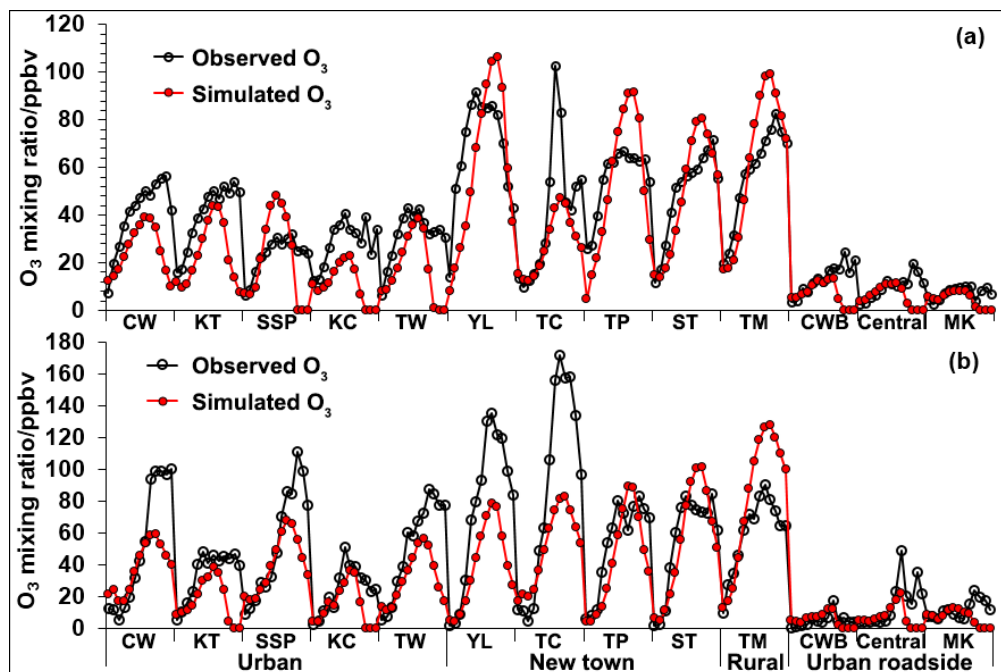 (a)
Observed O₃
Simulated O₃
O₃ mixing ratio/ppbv
120
100
80
60
40
20
0
CW KT SSP KC TW YL TC TP ST TM CWB Central MK
(b)
Observed O₃
Simulated O₃
O₃ mixing ratio/ppbv
180
160
140
120
100
80
60
40
20
0
CW KT SSP KC TW YL TC TP ST TM CWB Central MK
Urban New town Rural Urban roadside